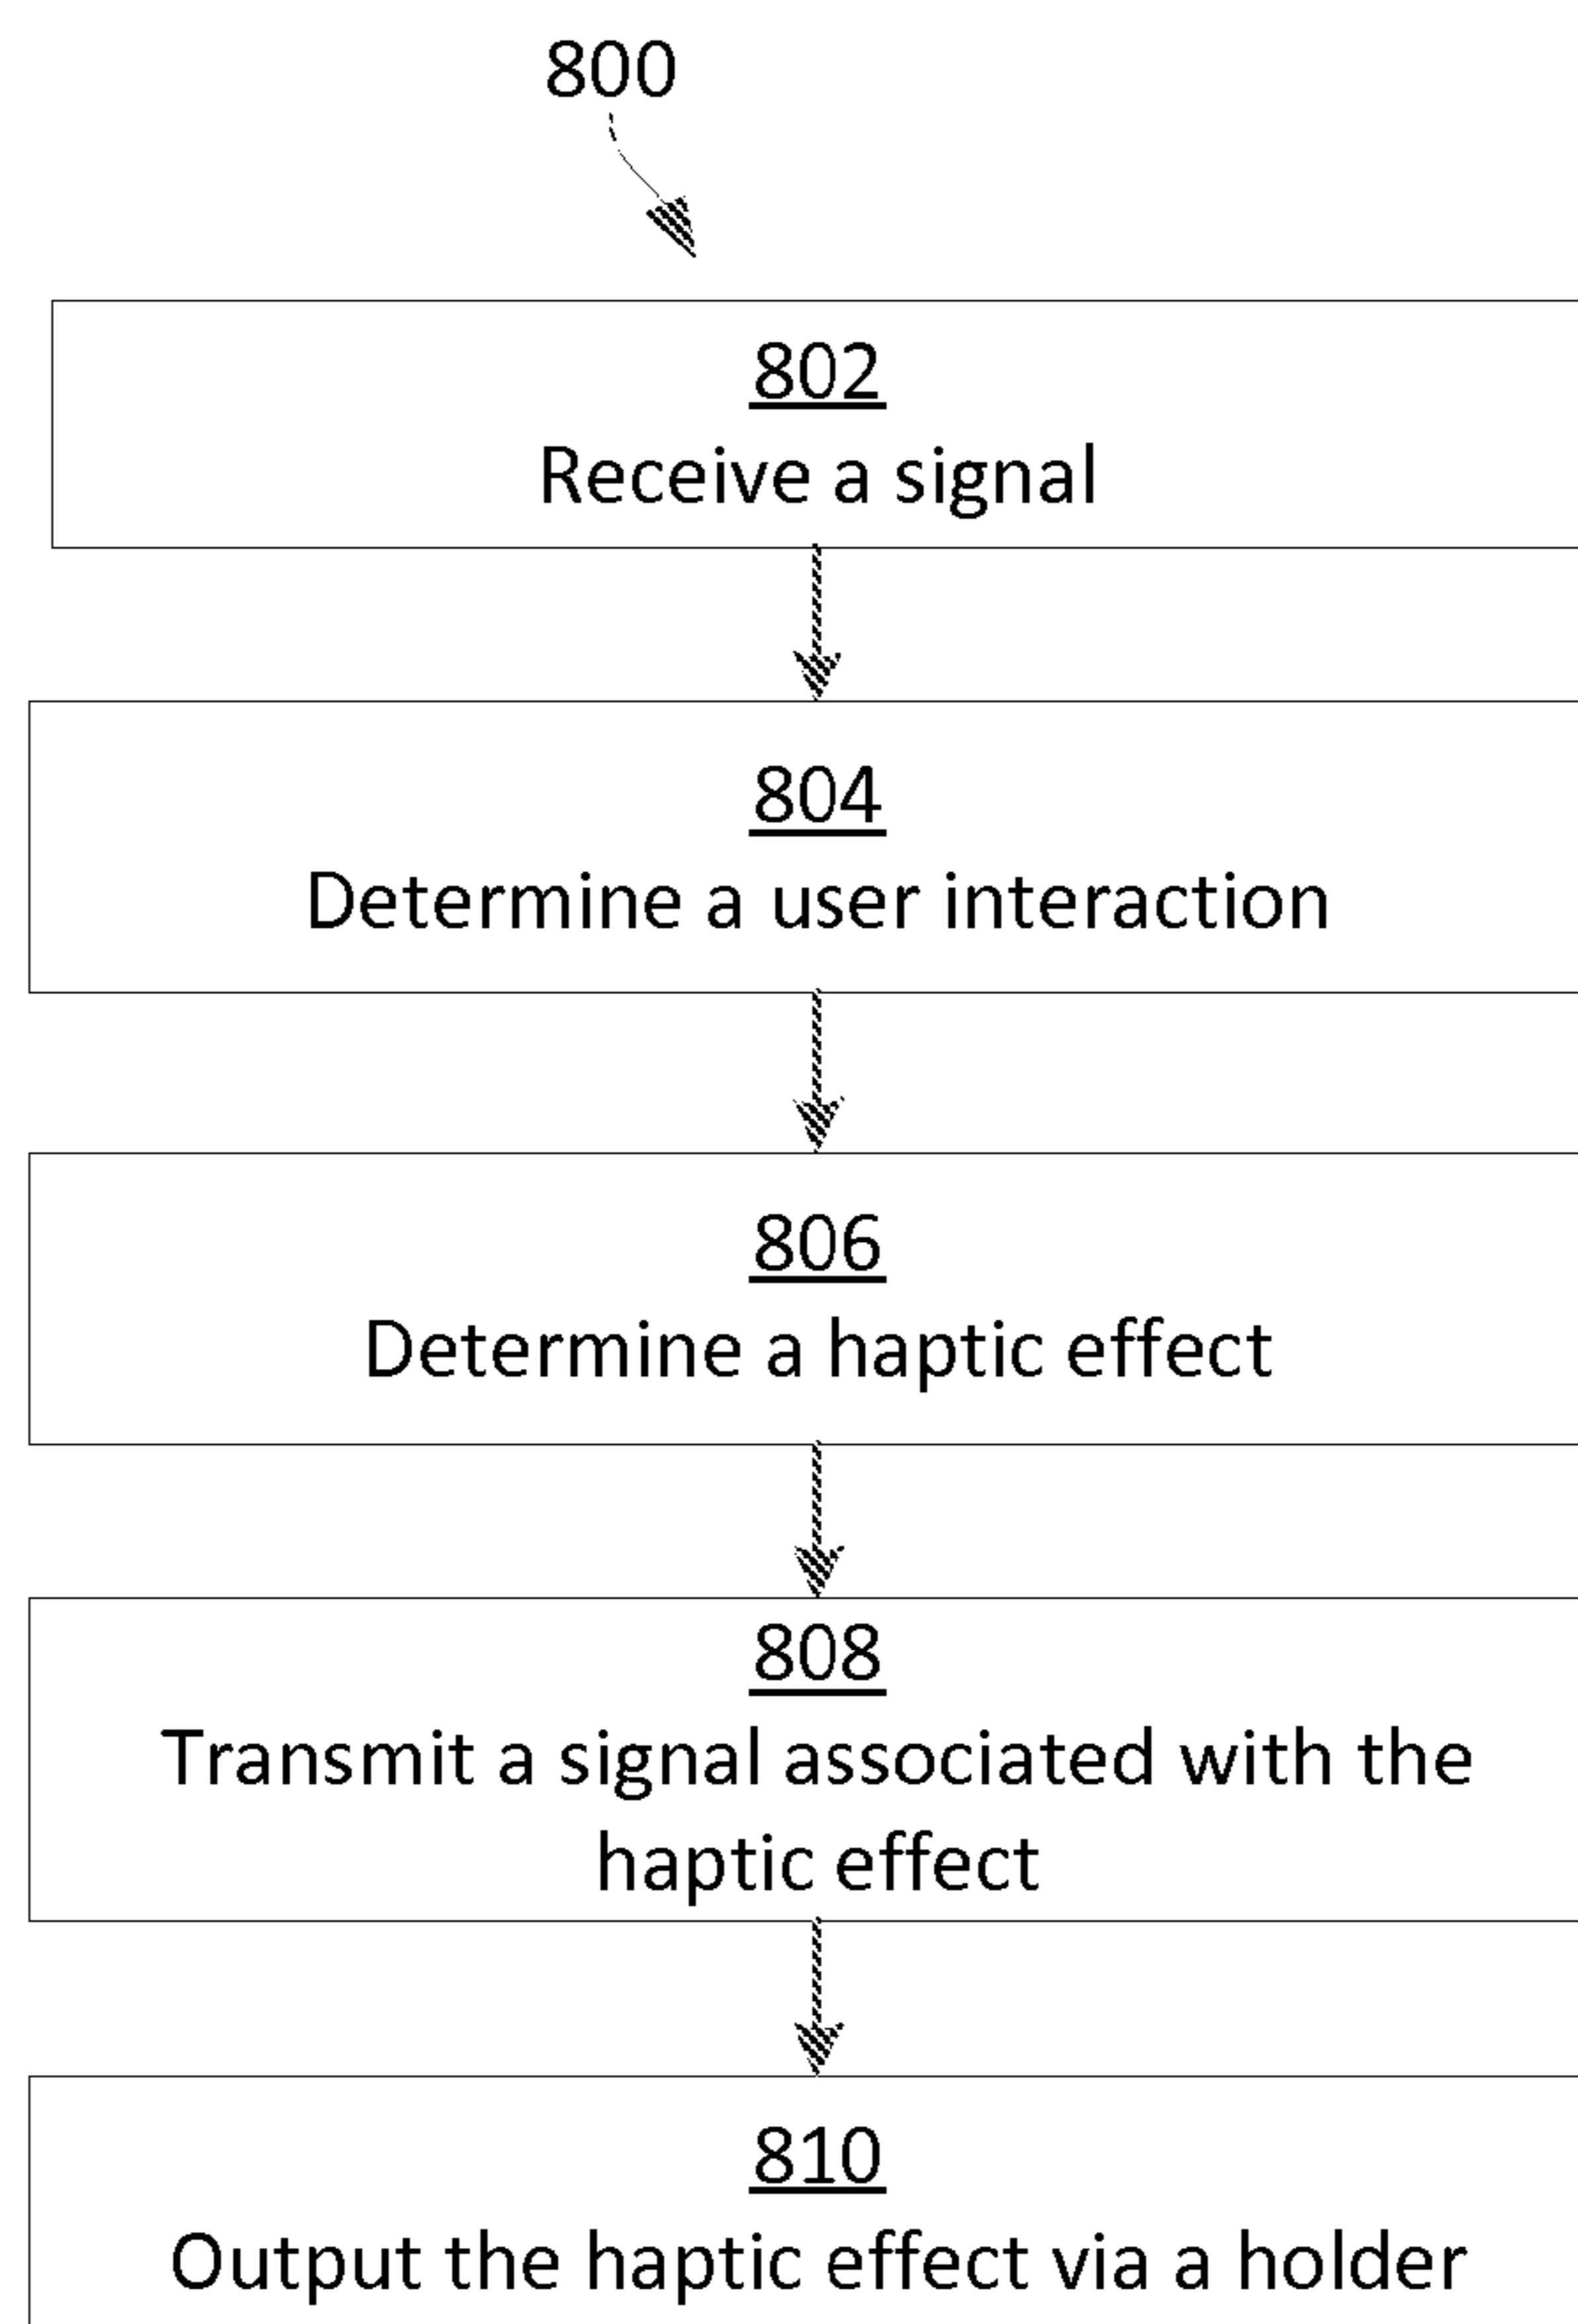 800
802
Receive a signal
804
Determine a user interaction
806
Determine a haptic effect
808
Transmit a signal associated with the
haptic effect
810
Output the haptic effect via a holder